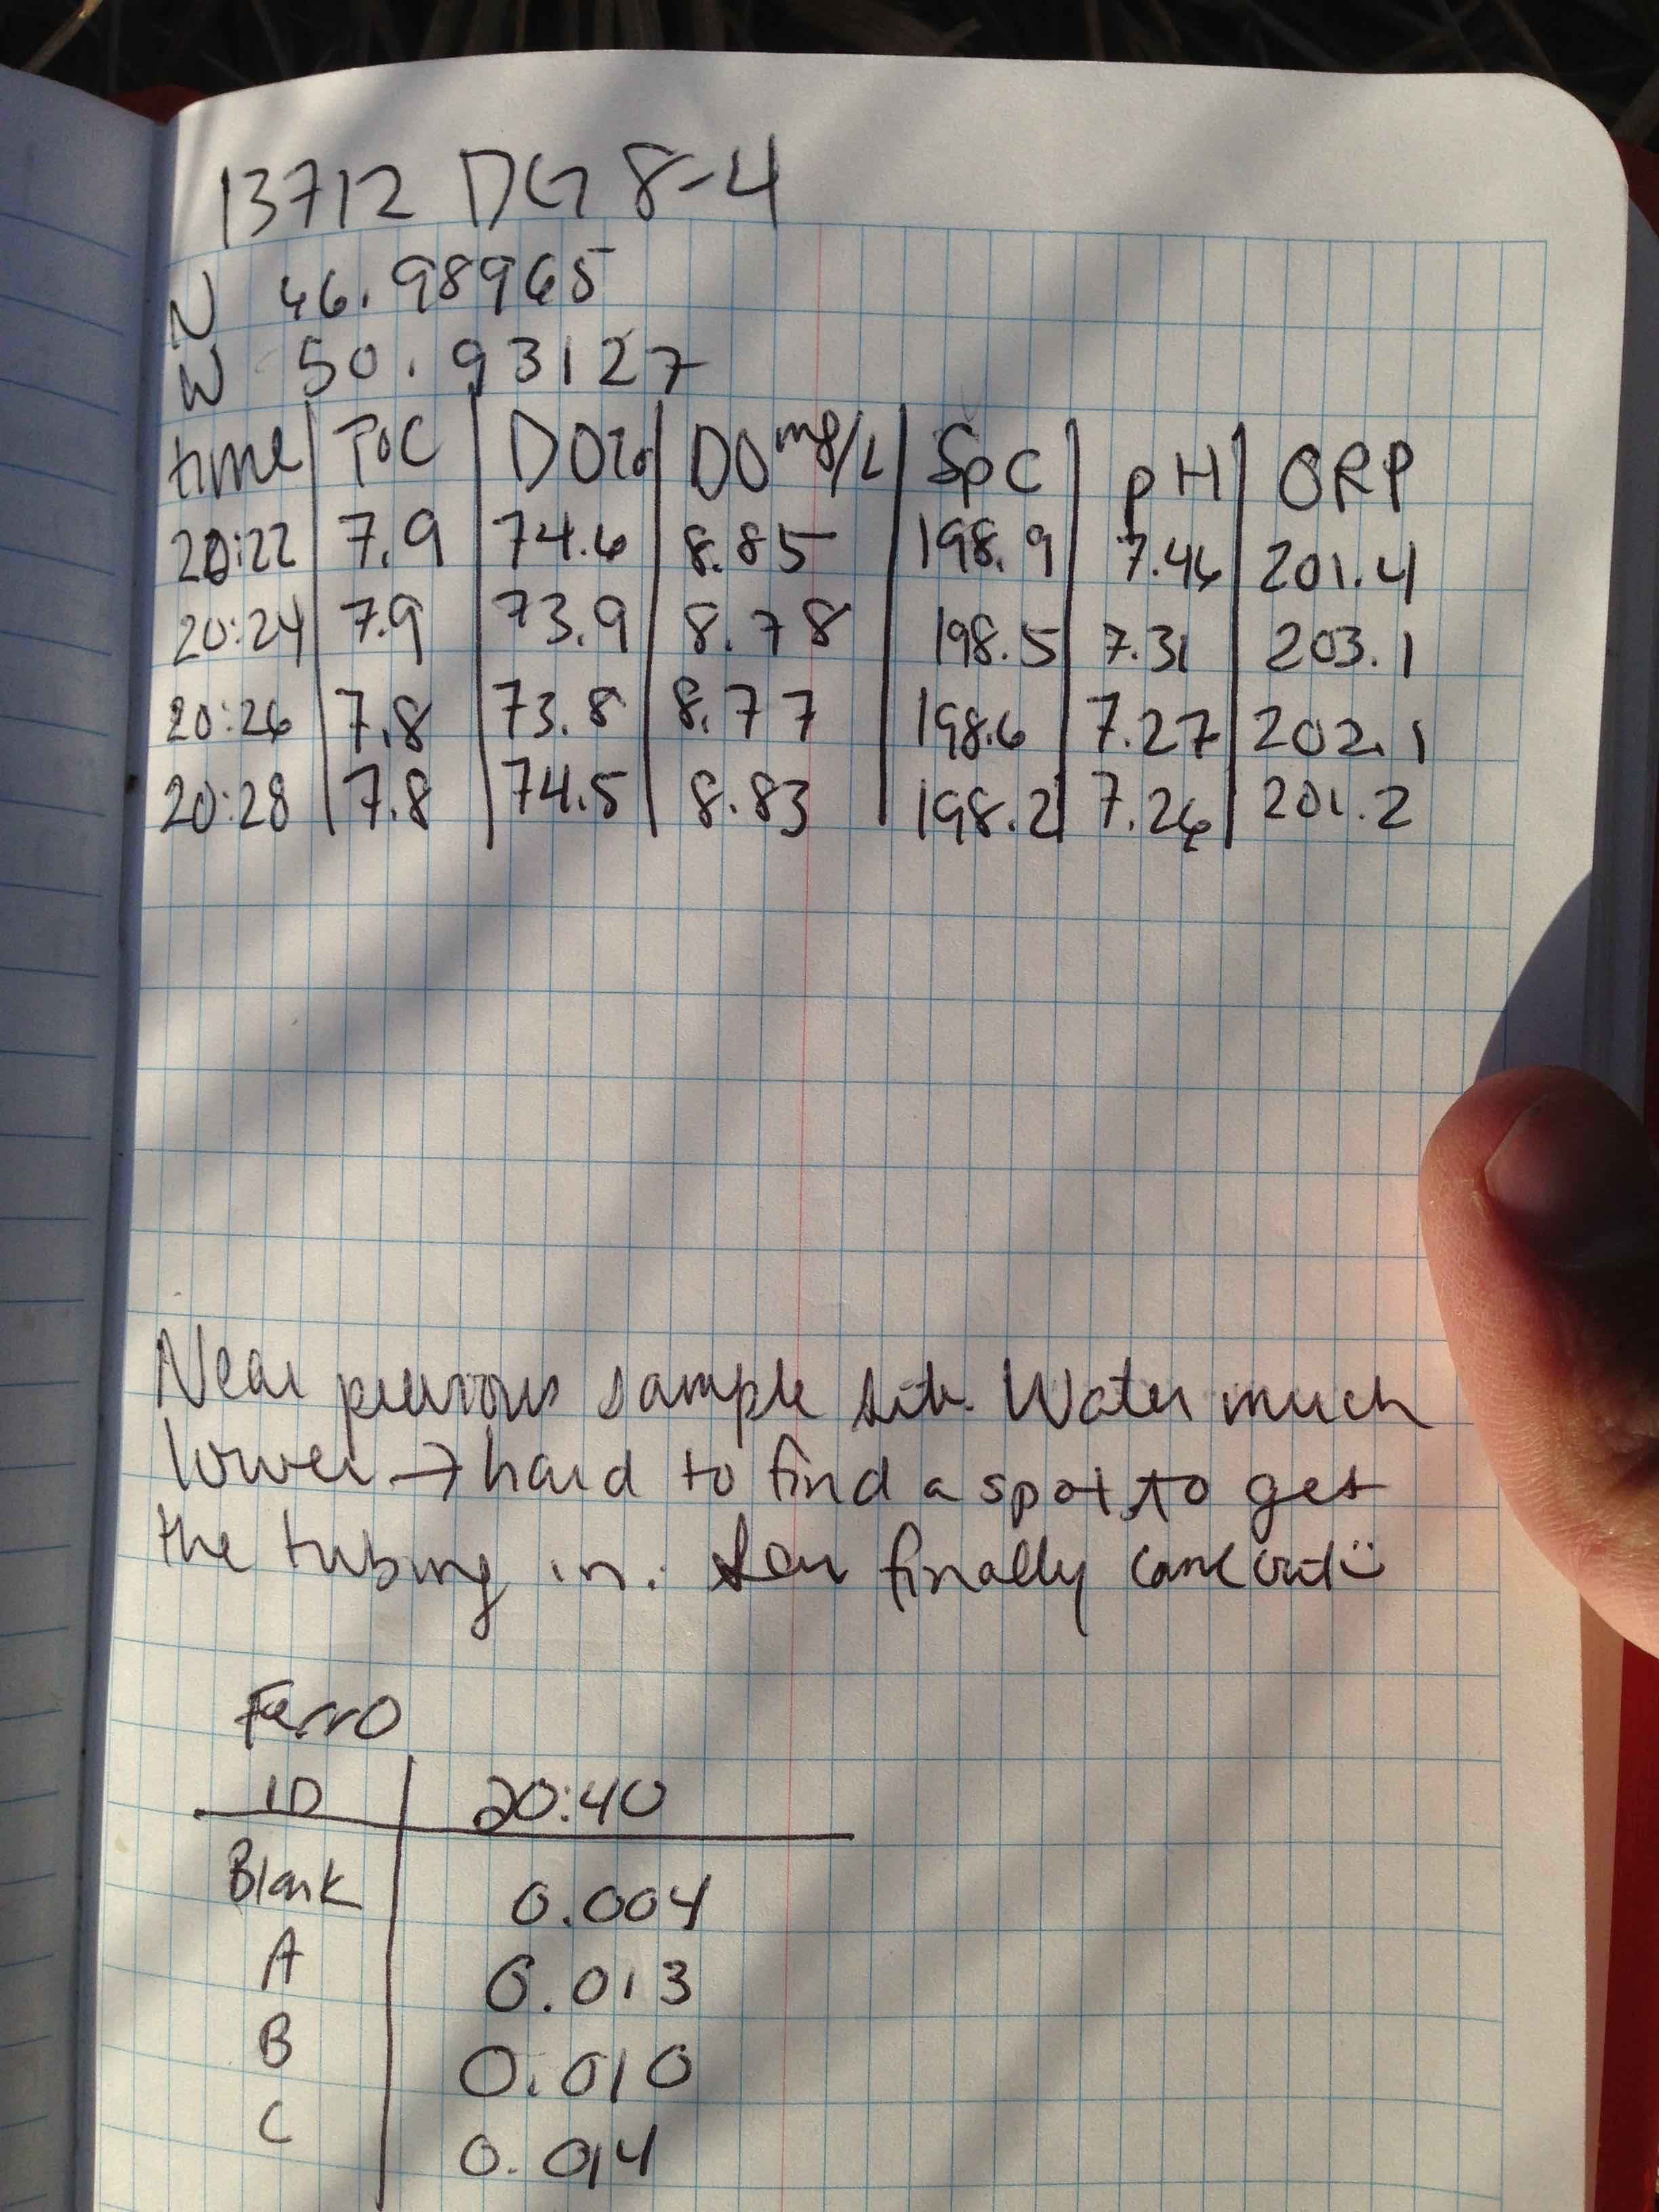 13712 DG 8-4
N 46.98965
W 50.93127
time | T°C | DO% | DO mg/L | SpC | pH | ORP
20:22 | 7.9 | 74.6 | 8.85 | 198.9 | 7.46 | 201.4
20:24 | 7.9 | 73.9 | 8.78 | 198.5 | 7.31 | 203.1
20:26 | 7.8 | 73.8 | 8.77 | 198.6 | 7.27 | 202.1
20:28 | 7.8 | 74.5 | 8.83 | 198.2 | 7.26 | 201.2
Near previous sample site. Water much
lower → hard to find a spot to get
the tubing in. finally came out :)
Ferro
ID | 20:40
Blank | 0.004
A | 0.013
B | 0.010
C | 0.014